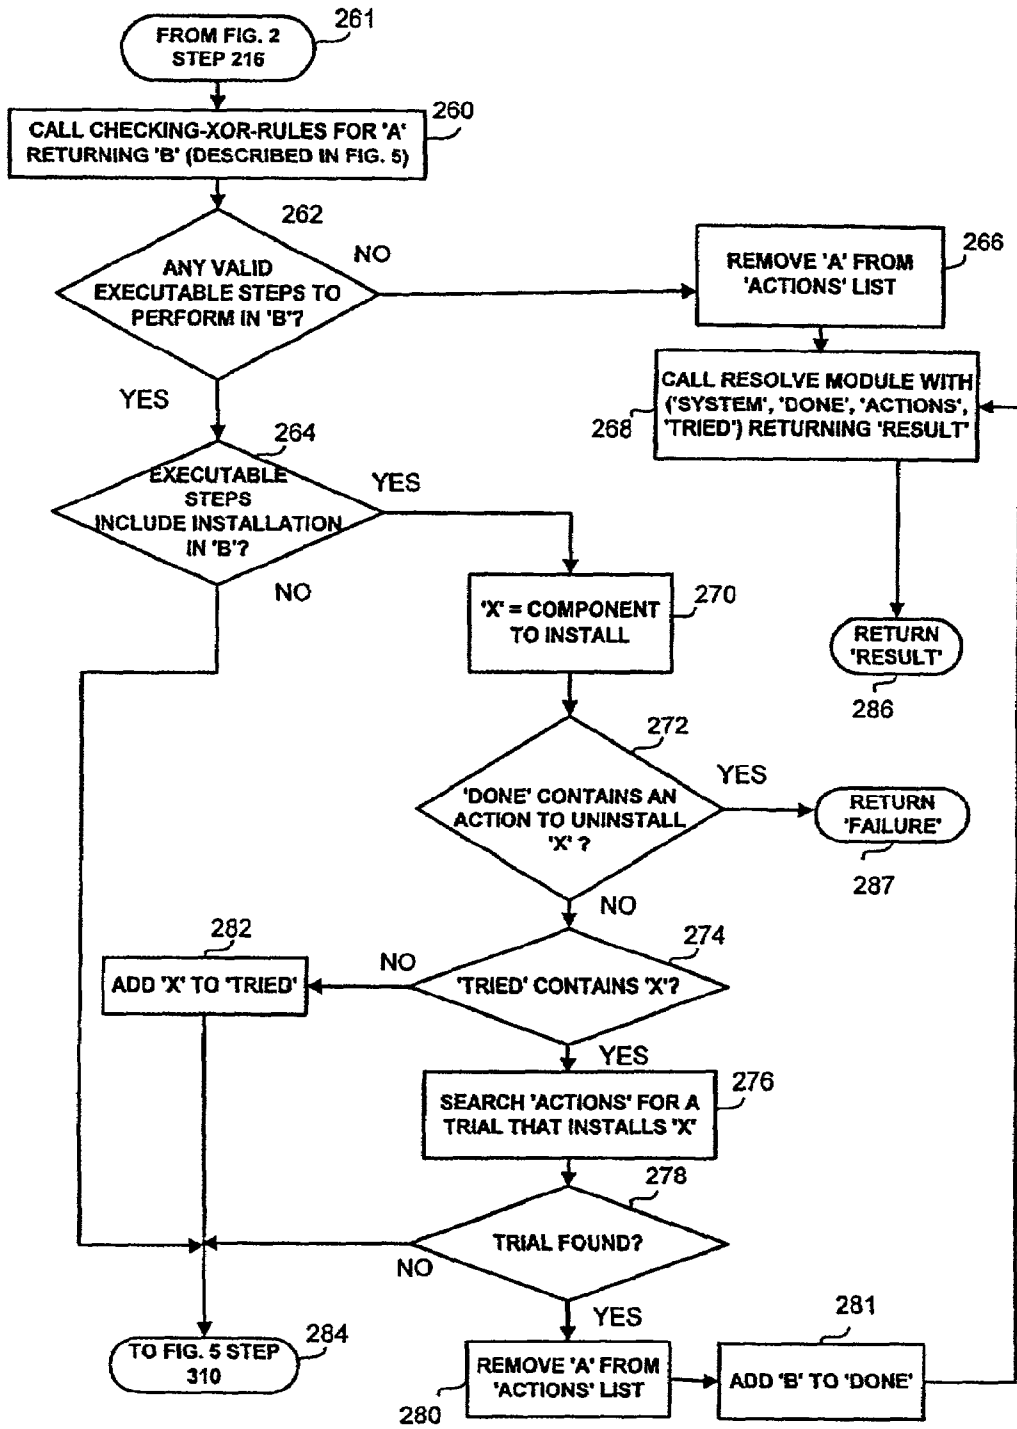 FROM FIG. 2
STEP 216
261
CALL CHECKING-XOR-RULES FOR 'A'
RETURNING 'B' (DESCRIBED IN FIG. 5)
260
262
ANY VALID
EXECUTABLE STEPS TO
PERFORM IN 'B'?
NO
YES
REMOVE 'A' FROM
'ACTIONS' LIST
266
CALL RESOLVE MODULE WITH
('SYSTEM', 'DONE', 'ACTIONS',
'TRIED') RETURNING 'RESULT'
268
264
EXECUTABLE
STEPS
INCLUDE INSTALLATION
IN 'B'?
YES
NO
'X' = COMPONENT
TO INSTALL
270
RETURN
'RESULT'
286
272
'DONE' CONTAINS AN
ACTION TO UNINSTALL
'X' ?
YES
NO
RETURN
'FAILURE'
287
282
ADD 'X' TO 'TRIED'
NO
274
'TRIED' CONTAINS 'X'?
YES
SEARCH 'ACTIONS' FOR A
TRIAL THAT INSTALLS 'X'
276
278
TRIAL FOUND?
NO
YES
TO FIG. 5 STEP
310
284
REMOVE 'A' FROM
'ACTIONS' LIST
280
281
ADD 'B' TO 'DONE'